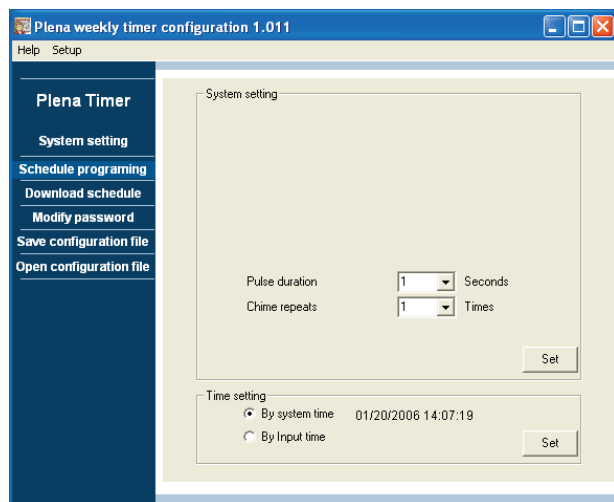 Plena weekly timer configuration 1.011
Help Setup
Plena Timer
System setting
Schedule programing
Download schedule
Modify password
Save configuration file
Open configuration file
System setting
Pulse duration 1 Seconds
Chime repeats 1 Times
Set
Time setting
By system time 01/20/2006 14:07:19
By Input time
Set